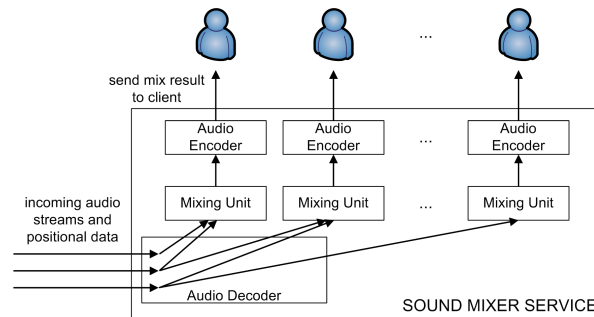 ...
send mix result
to client
Audio
Encoder
Audio
Encoder
...
Audio
Encoder
incoming audio
streams and
positional data
Mixing Unit
Mixing Unit
...
Mixing Unit
Audio Decoder
SOUND MIXER SERVICE